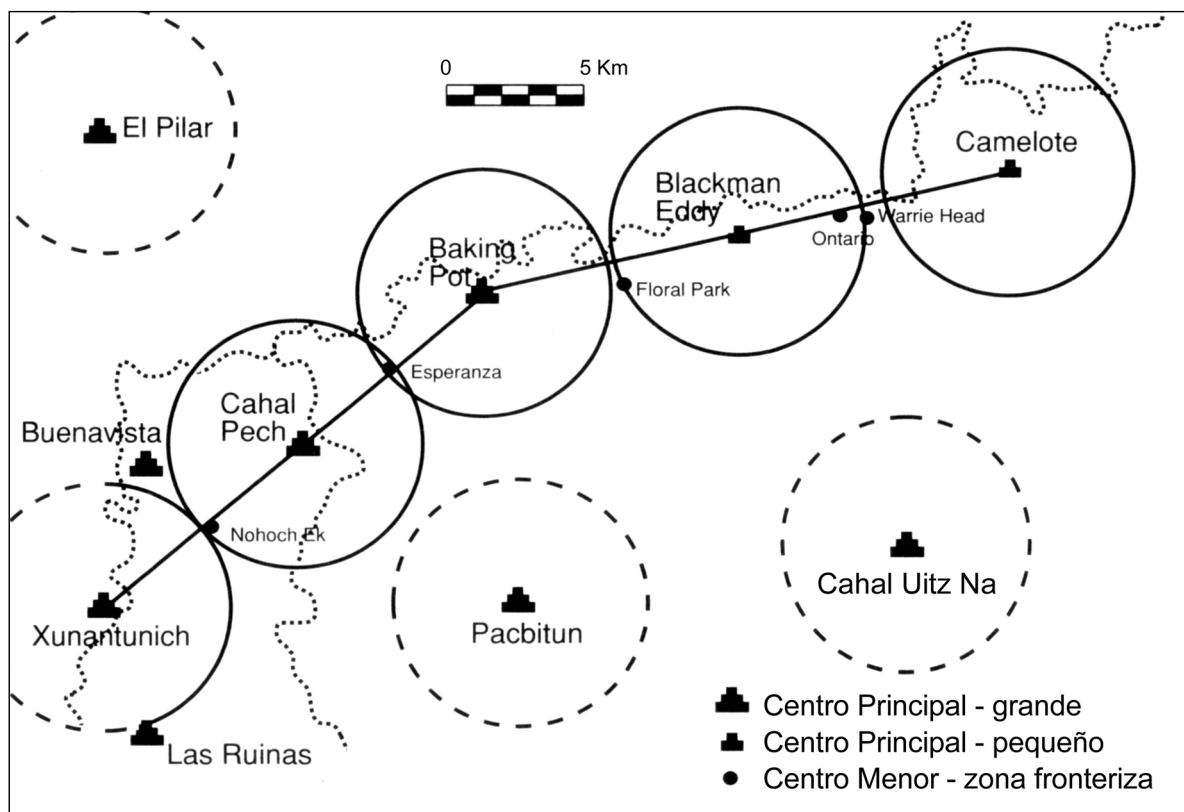 0 5 Km
El Pilar
Camelote
Blackman
Eddy
Warrie Head
Ontario
Baking
Pot
Floral Park
Esperanza
Cahal
Pech
Buenavista
Nohoch Ek
Xunantunich
Pacbitun
Cahal Uitz Na
Las Ruinas
Centro Principal - grande
Centro Principal - pequeño
Centro Menor - zona fronteriza